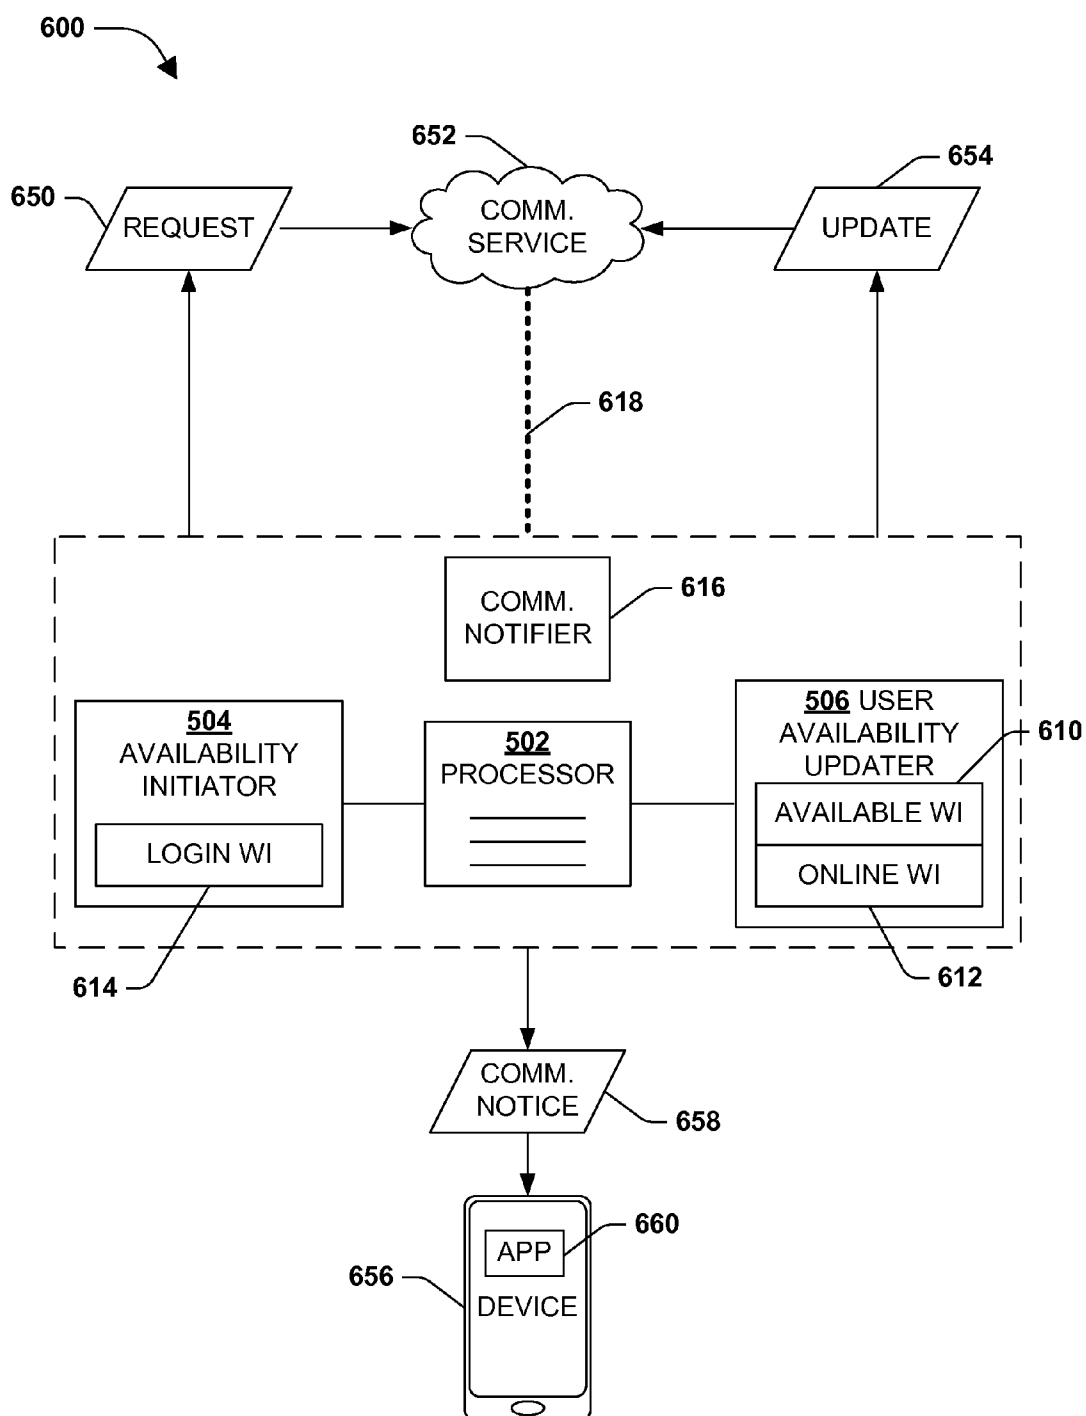 600
652
654
650
REQUEST
COMM.
SERVICE
UPDATE
618
COMM.
NOTIFIER
616
504
AVAILABILITY
INITIATOR
LOGIN WI
502
PROCESSOR
506 USER
AVAILABILITY
UPDATER
610
AVAILABLE WI
ONLINE WI
614
612
COMM.
NOTICE
658
660
APP
656
DEVICE